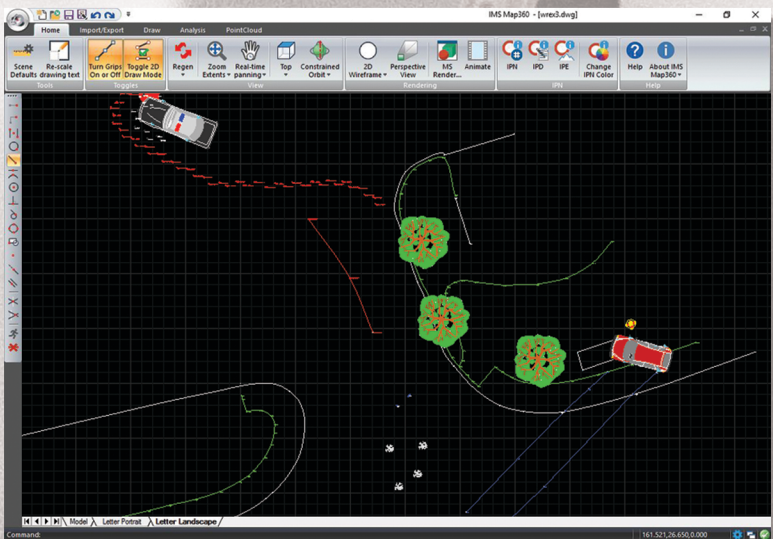 IMS Map360 - [wrex3.dwg]
Home Import/Export Draw Analysis PointCloud
Scene Defaults
Re-scale drawing text
Turn Grips On or Off
Toggle 2D Draw Mode
Regen
Zoom Extents
Real-time panning
Top
Constrained Orbit
2D Wireframe
Perspective View
MS Render...
Animate
IPN
IPD
IPE
Change IPN Color
Help
About IMS Map360
Tools Toggles View Rendering IPN Help
Model Letter Portrait Letter Landscape
Command: 161.521,26.650,0.000